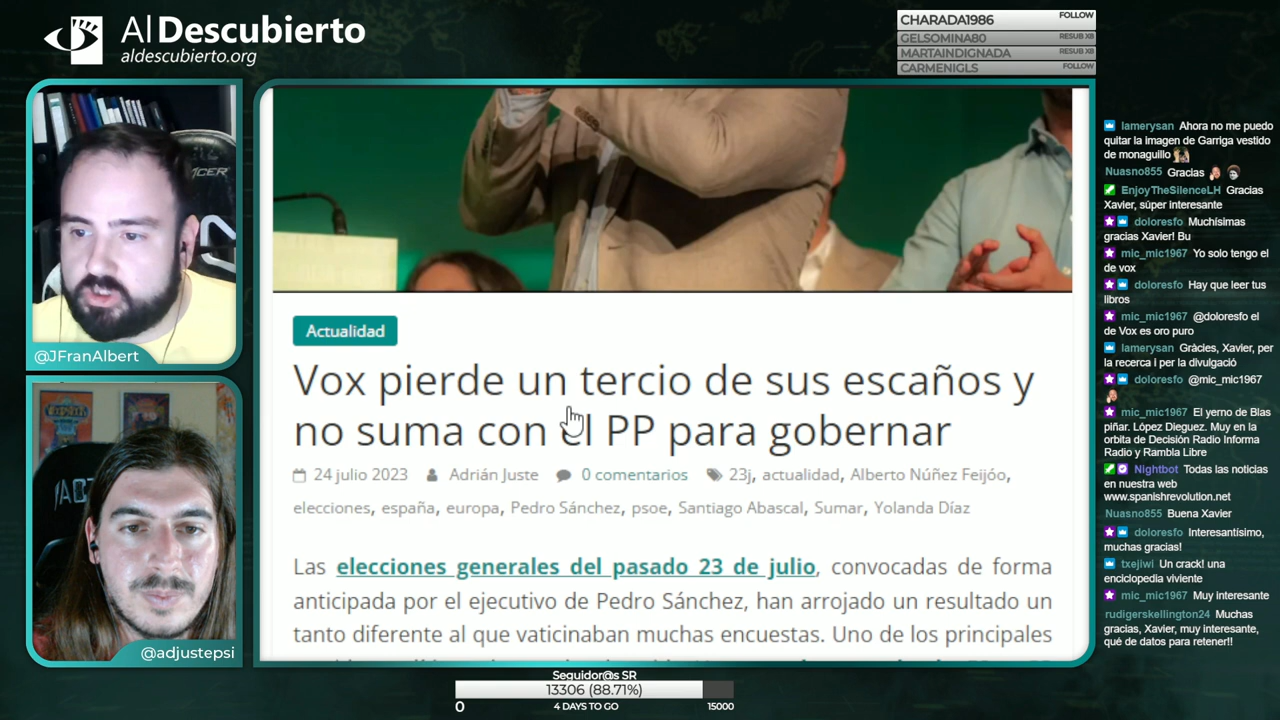 Al Descubierto
aldescubierto.org
CHARADA1986 FOLLOW
GELSOMINA80 RESUB X8
MARTAINDIGNADA RESUB X9
CARMENIGLS FOLLOW
@JFranAlbert
@adjustepsi
Actualidad
Vox pierde un tercio de sus escaños y
no suma con el PP para gobernar
24 julio 2023 Adrián Juste 0 comentarios 23j, actualidad, Alberto Núñez Feijóo,
elecciones, españa, europa, Pedro Sánchez, psoe, Santiago Abascal, Sumar, Yolanda Díaz
Las elecciones generales del pasado 23 de julio, convocadas de forma
anticipada por el ejecutivo de Pedro Sánchez, han arrojado un resultado un
tanto diferente al que vaticinaban muchas encuestas. Uno de los principales
lamerysan Ahora no me puedo
quitar la imagen de Garriga vestido
de monaguillo
Nuasno855 Gracias
EnjoyTheSilenceLH Gracias
Xavier, súper interesante
doloresfo Muchísimas
gracias Xavier! Bu
mic_mic1967 Yo solo tengo el
de vox
doloresfo Hay que leer tus
libros
mic_mic1967 @doloresfo el
de Vox es oro puro
lamerysan Gràcies, Xavier, per
la recerca i per la divulgació
doloresfo @mic_mic1967
mic_mic1967 El yerno de Blas
piñar. López Dieguez. Muy en la
orbita de Decisión Radio Informa
Radio y Rambla Libre
Nightbot Todas las noticias
en nuestra web
www.spanishrevolution.net
Nuasno855 Buena Xavier
doloresfo Interesantísimo,
muchas gracias!
txejiwi Un crack! una
enciclopedia viviente
mic_mic1967 Muy interesante
rudigerskellington24 Muchas
gracias, Xavier, muy interesante,
qué de datos para retener!!
Seguidor@s SR
13306 (88.71%)
0 4 DAYS TO GO 15000